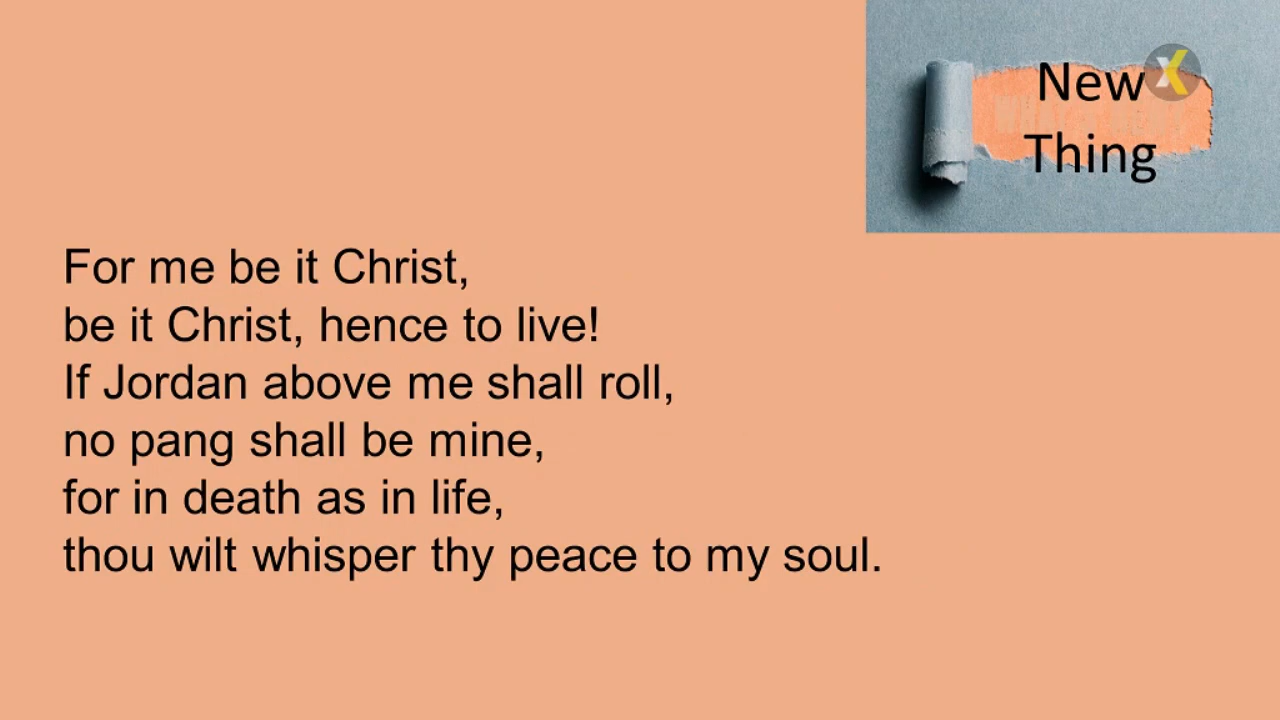 New
Thing
For me be it Christ,
be it Christ, hence to live!
If Jordan above me shall roll,
no pang shall be mine,
for in death as in life,
thou wilt whisper thy peace to my soul.